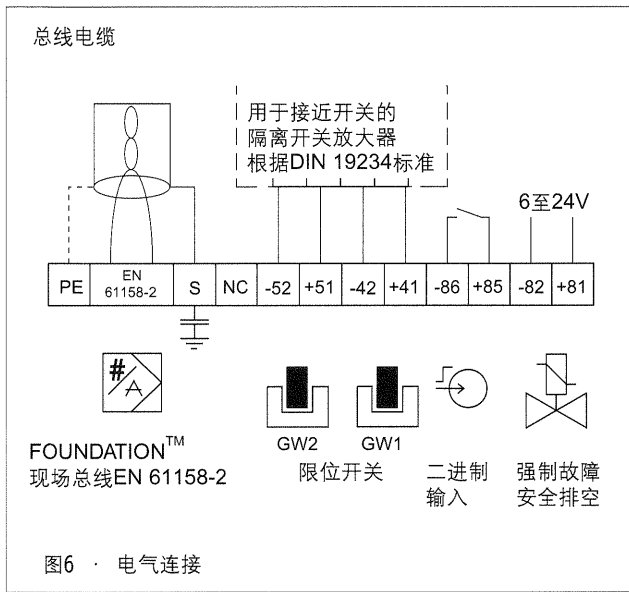 总线电缆
用于接近开关的
隔离开关放大器
根据DIN 19234标准
6至24V
PE
EN
61158-2
S
NC
-52
+51
-42
+41
-86
+85
-82
+81
#
A
GW2
GW1
FOUNDATION™
现场总线EN 61158-2
限位开关
二进制
输入
强制故障
安全排空
图6 · 电气连接